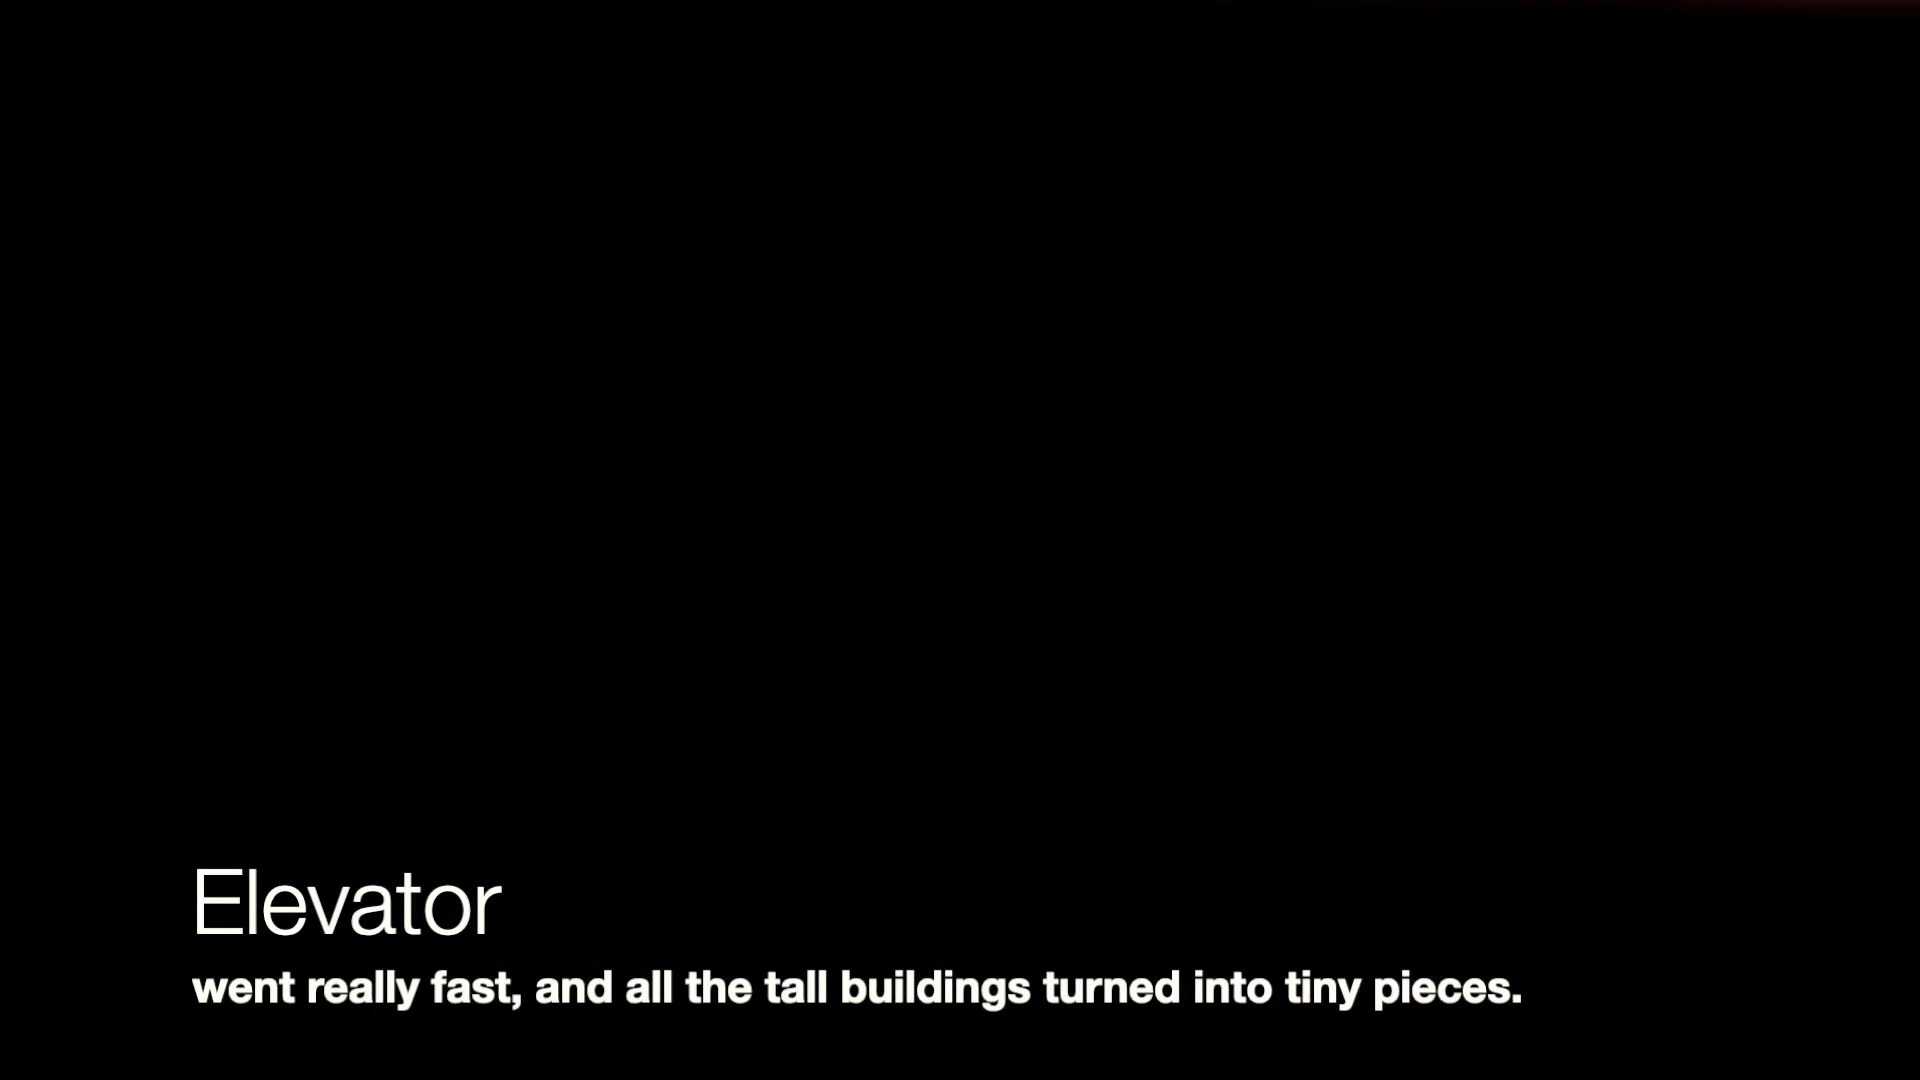 Elevator
went really fast, and all the tall buildings turned into tiny pieces.